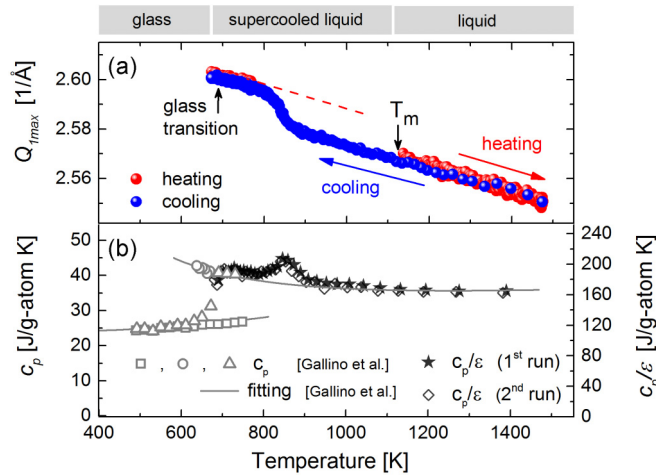 glass supercooled liquid liquid
(a)
Q1max [1/Å]
2.60
2.58
2.56
glass
transition
Tm
heating
cooling
heating
cooling
(b)
cp [J/g-atom K]
50
40
30
20
10
0
cp/ε [J/g-atom K]
240
200
160
120
80
40
0
, , cp [Gallino et al.]
fitting [Gallino et al.]
cp/ε (1st run)
cp/ε (2nd run)
400 600 800 1000 1200 1400
Temperature [K]